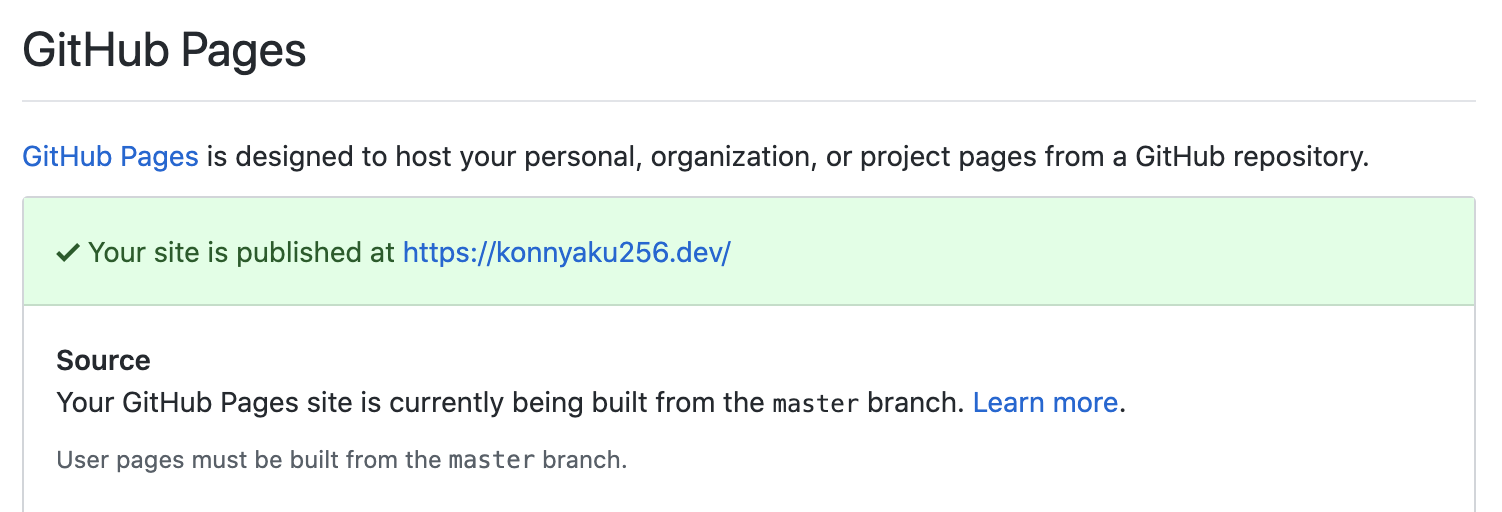 GitHub Pages
GitHub Pages is designed to host your personal, organization, or project pages from a GitHub repository.
✓ Your site is published at https://konnyaku256.dev/
Source
Your GitHub Pages site is currently being built from the master branch. Learn more.
User pages must be built from the master branch.